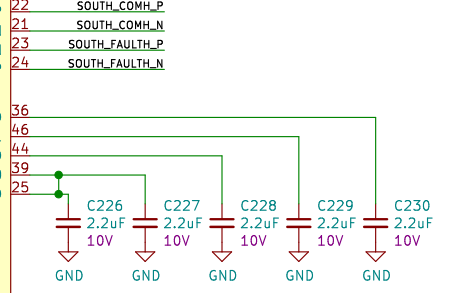 22 SOUTH_COMH_P
21 SOUTH_COMH_N
23 SOUTH_FAULTH_P
24 SOUTH_FAULTH_N
36
46
44
39
25
C226 C227 C228 C229 C230
2.2uF 2.2uF 2.2uF 2.2uF 2.2uF
10V 10V 10V 10V 10V
GND GND GND GND GND